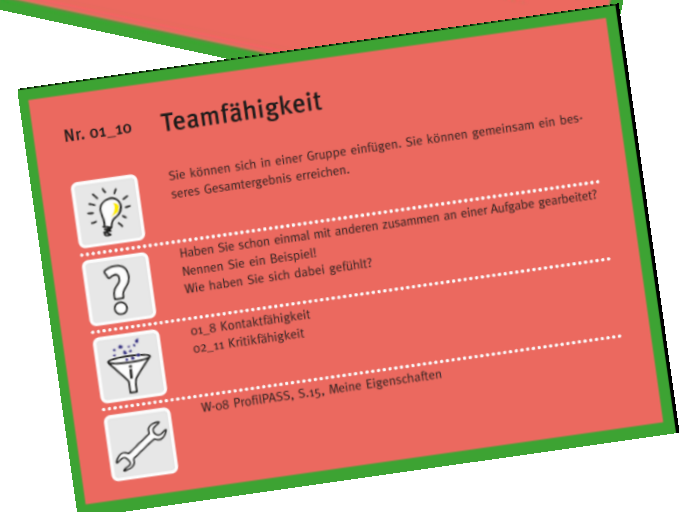 Nr. 01_10 Teamfähigkeit
Sie können sich in einer Gruppe einfügen. Sie können gemeinsam ein bes-
seres Gesamtergebnis erreichen.
Haben Sie schon einmal mit anderen zusammen an einer Aufgabe gearbeitet?
Nennen Sie ein Beispiel!
Wie haben Sie sich dabei gefühlt?
01_8 Kontaktfähigkeit
02_11 Kritikfähigkeit
W-08 ProfilPASS, S.15, Meine Eigenschaften